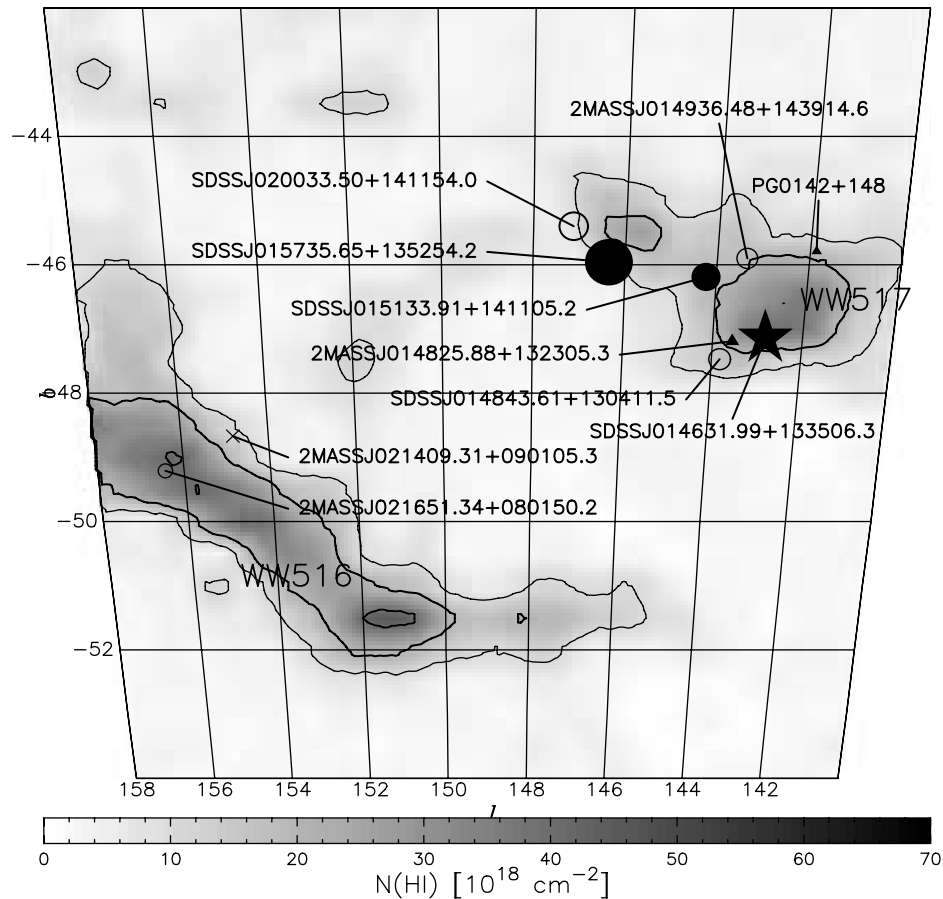 2MASSJ014936.48+143914.6
−44
SDSSJ020033.50+141154.0
PG0142+148
SDSSJ015735.65+135254.2
−46
WW517
SDSSJ015133.91+141105.2
2MASSJ014825.88+132305.3
b
−48
SDSSJ014843.61+130411.5
SDSSJ014631.99+133506.3
2MASSJ021409.31+090105.3
2MASSJ021651.34+080150.2
−50
WW516
−52
158 156 154 152 150 148 146 144 142
l
0 10 20 30 40 50 60 70
N(HI) [10^18 cm^−2]